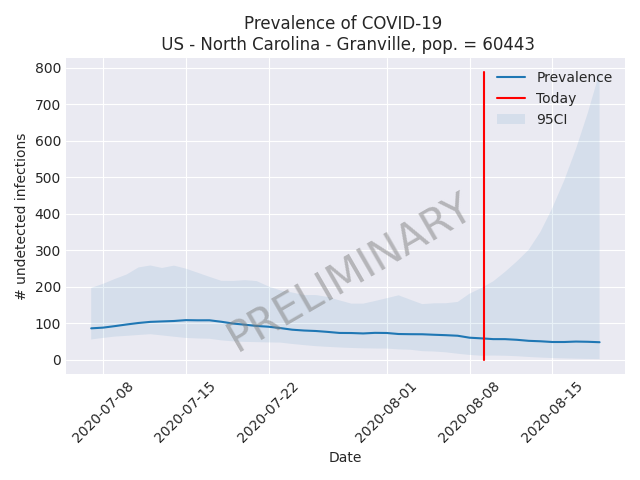 Prevalence of COVID-19
US - North Carolina - Granville, pop. = 60443
800
700
600
500
400
300
200
100
0
# undetected infections
Prevalence
Today
95CI
PRELIMINARY
2020-07-08
2020-07-15
2020-07-22
2020-08-01
2020-08-08
2020-08-15
Date